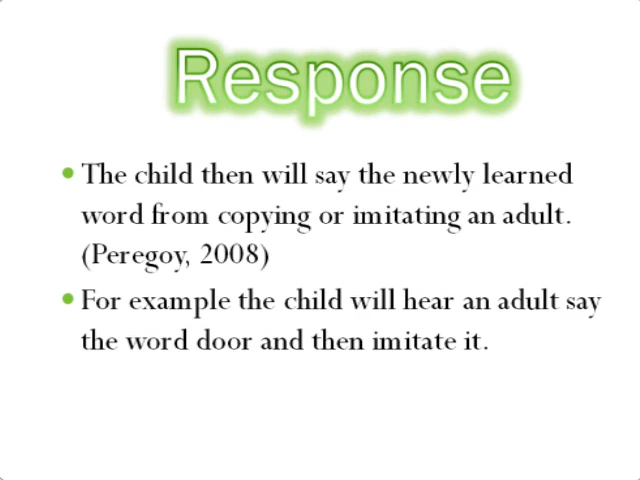 Response
• The child then will say the newly learned
word from copying or imitating an adult.
(Peregoy, 2008)
• For example the child will hear an adult say
the word door and then imitate it.